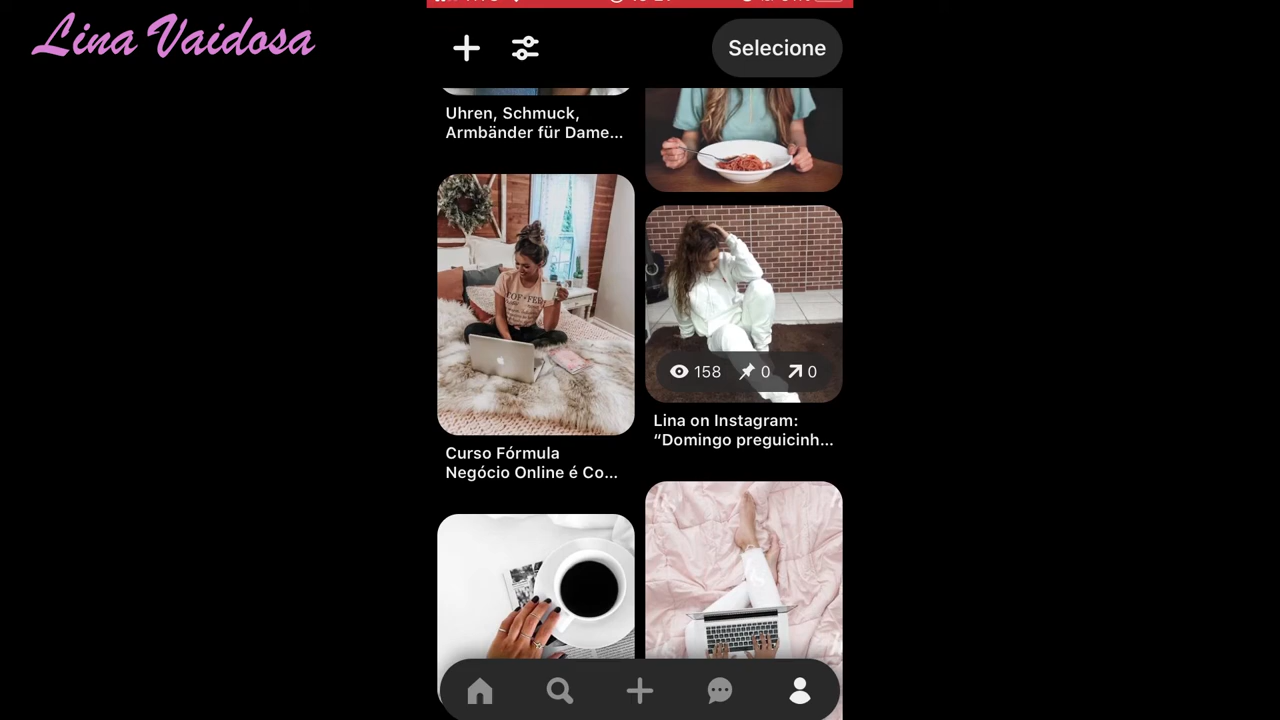 Lina Vaidosa
Selecione
Uhren, Schmuck,
Armbänder für Dame...
158
0
0
Lina on Instagram:
“Domingo preguicinh...
Curso Fórmula
Negócio Online é Co...